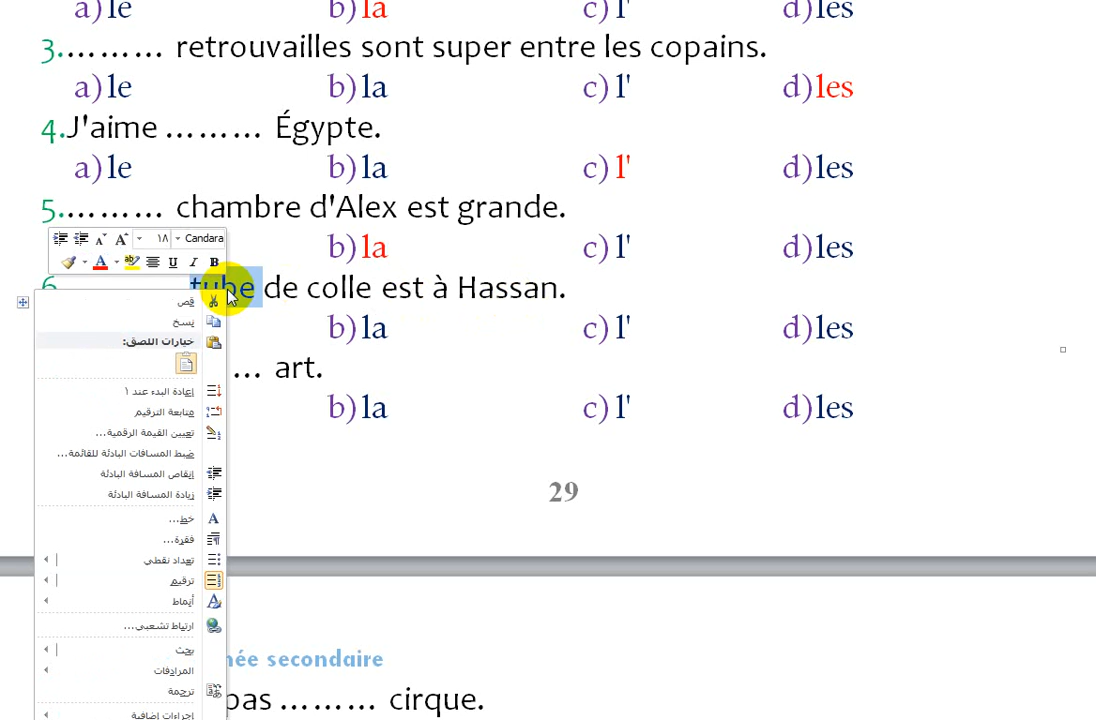 a) le b) la c) l' d) les
3.……… retrouvailles sont super entre les copains.
a) le b) la c) l' d) les
4.J'aime ……… Égypte.
a) le b) la c) l' d) les
5.……… chambre d'Alex est grande.
١٨ Candara
b) la c) l' d) les
A ab I U B
6 tube de colle est à Hassan.
قص
نسخ
b) la c) l' d) les
خيارات اللصق:
… art.
إعادة البدء عند ١
b) la c) l' d) les
متابعة الترقيم
تعيين القيمة الرقمية...
ضبط المسافات البادئة للقائمة...
إنقاص المسافة البادئة
زيادة المسافة البادئة
29
خط...
فقرة...
تعداد نقطي
ترقيم
أنماط
ارتباط تشعبي...
بحث
née secondaire
المرادفات
ترجمة
pas ……… cirque.
إجراءات إضافية